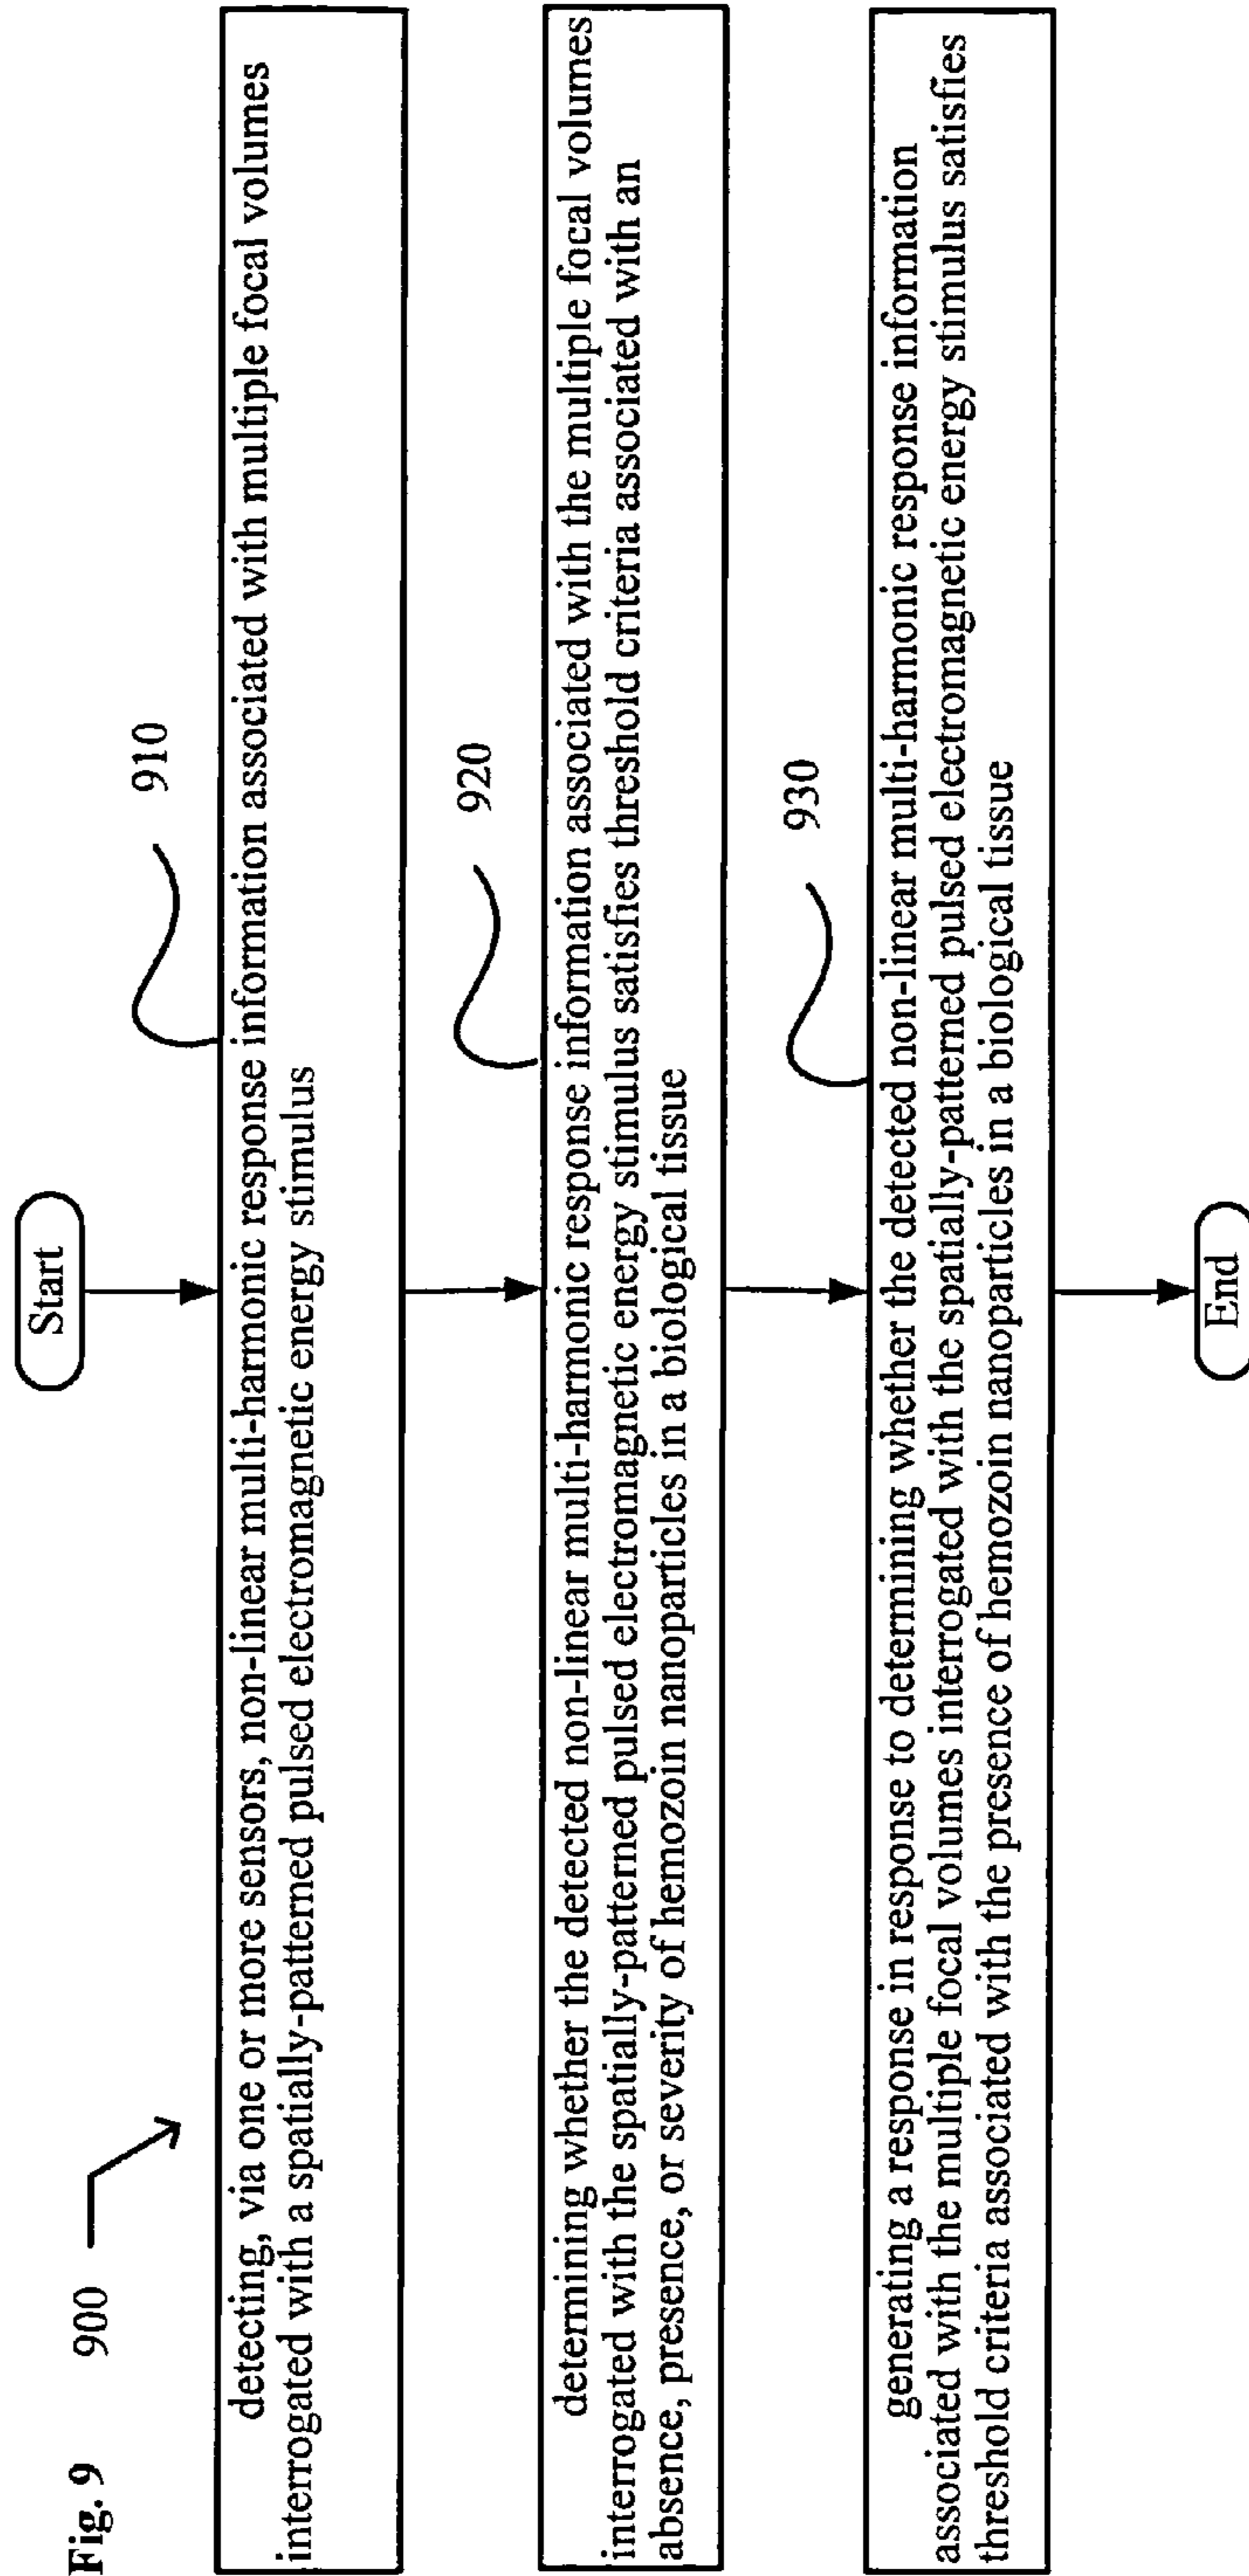 Fig. 9
900
Start
910
detecting, via one or more sensors, non-linear multi-harmonic response information associated with multiple focal volumes
interrogated with a spatially-patterned pulsed electromagnetic energy stimulus
920
determining whether the detected non-linear multi-harmonic response information associated with the multiple focal volumes
interrogated with the spatially-patterned pulsed electromagnetic energy stimulus satisfies threshold criteria associated with an
absence, presence, or severity of hemozoin nanoparticles in a biological tissue
930
generating a response in response to determining whether the detected non-linear multi-harmonic response information
associated with the multiple focal volumes interrogated with the spatially-patterned pulsed electromagnetic energy stimulus satisfies
threshold criteria associated with the presence of hemozoin nanoparticles in a biological tissue
End